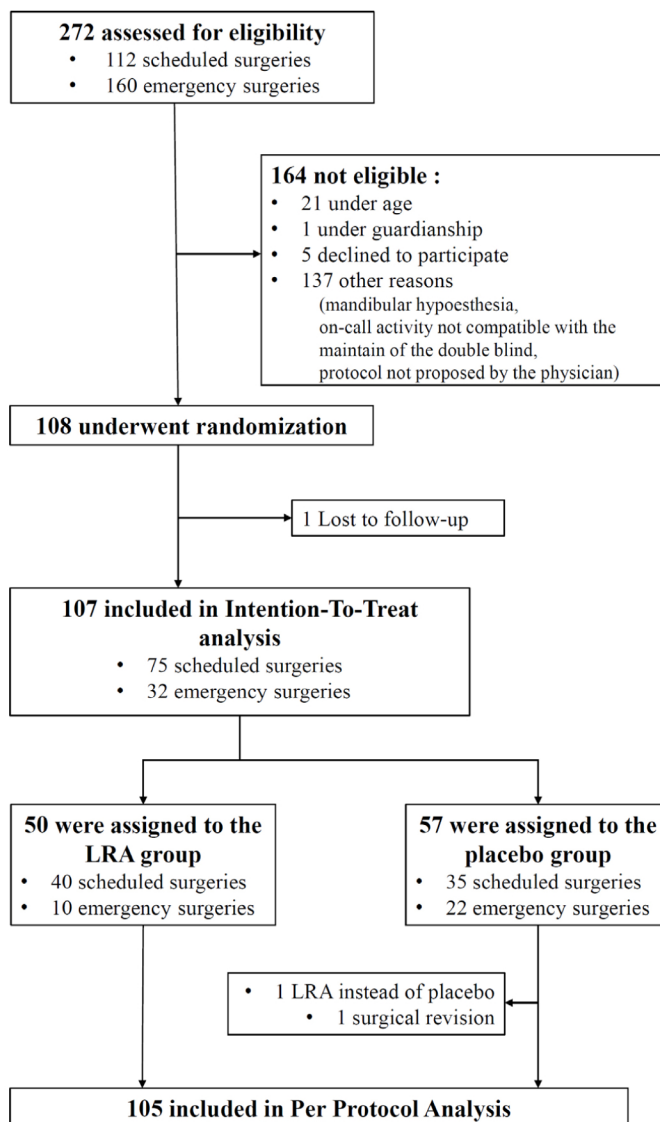 272 assessed for eligibility
• 112 scheduled surgeries
• 160 emergency surgeries
164 not eligible :
• 21 under age
• 1 under guardianship
• 5 declined to participate
• 137 other reasons
(mandibular hypoesthesia,
on-call activity not compatible with the
maintain of the double blind,
protocol not proposed by the physician)
108 underwent randomization
1 Lost to follow-up
107 included in Intention-To-Treat
analysis
• 75 scheduled surgeries
• 32 emergency surgeries
50 were assigned to the
LRA group
• 40 scheduled surgeries
• 10 emergency surgeries
57 were assigned to the
placebo group
• 35 scheduled surgeries
• 22 emergency surgeries
• 1 LRA instead of placebo
• 1 surgical revision
105 included in Per Protocol Analysis